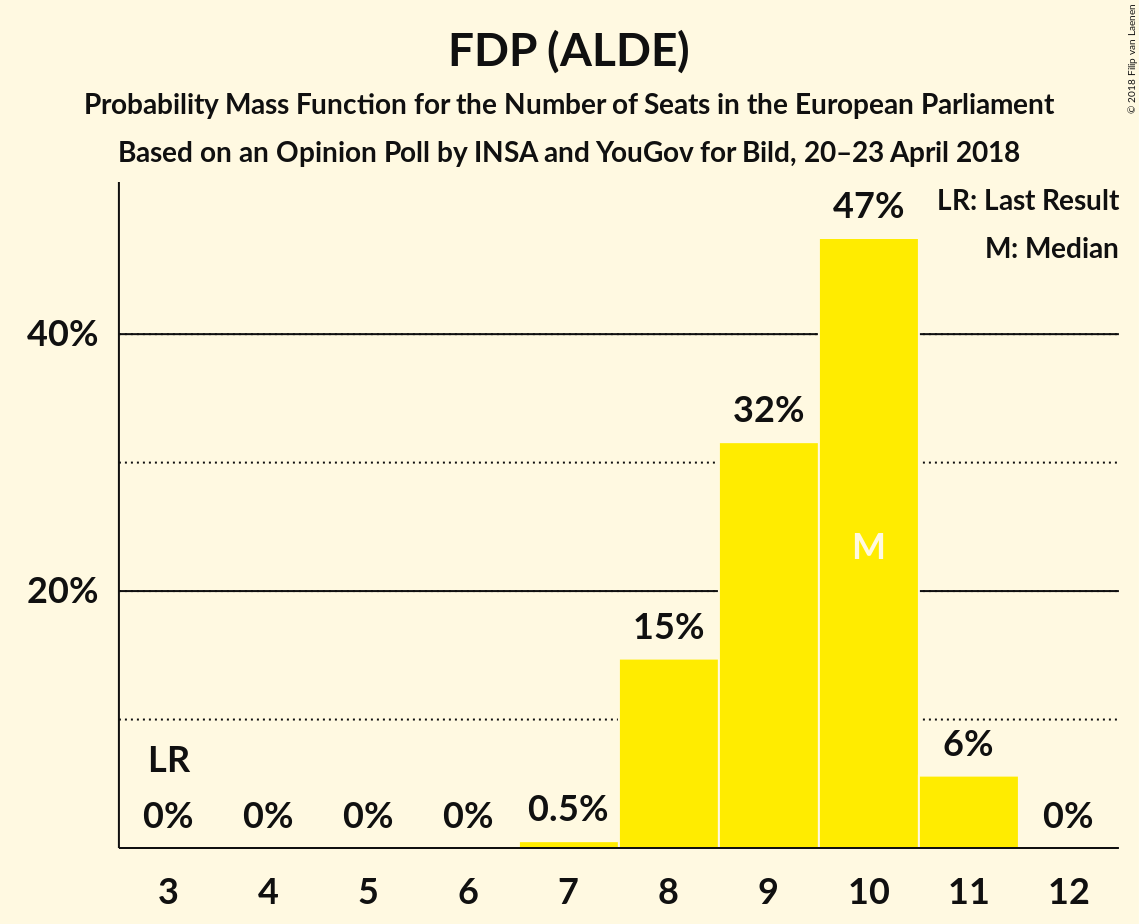 FDP (ALDE)
Probability Mass Function for the Number of Seats in the European Parliament
Based on an Opinion Poll by INSA and YouGov for Bild, 20–23 April 2018
© 2018 Filip van Laenen
LR: Last Result
M: Median
40%
20%
LR
0%
0%
0%
0%
0.5%
15%
32%
47%
M
6%
0%
3
4
5
6
7
8
9
10
11
12